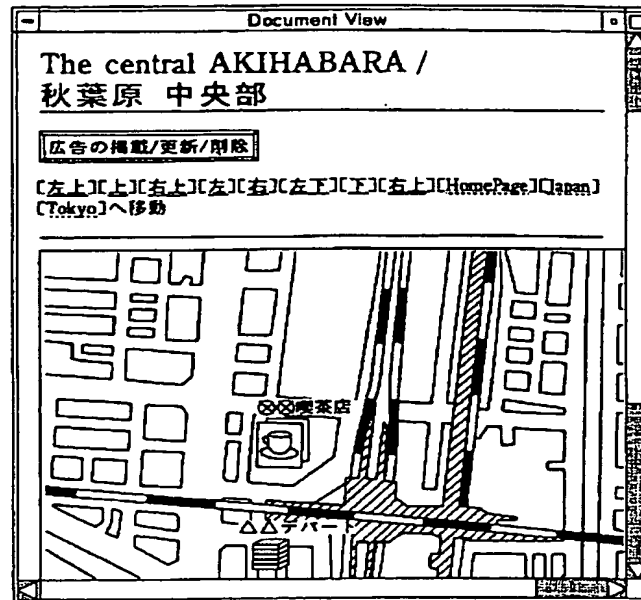 Document View
The central AKIHABARA /
秋葉原 中央部
広告の掲載/更新/削除
[左上][上][右上][左][右][左下][下][右上][HomePage][Japan]
[Tokyo]へ移動
⊗⊗喫茶店
△△デパート